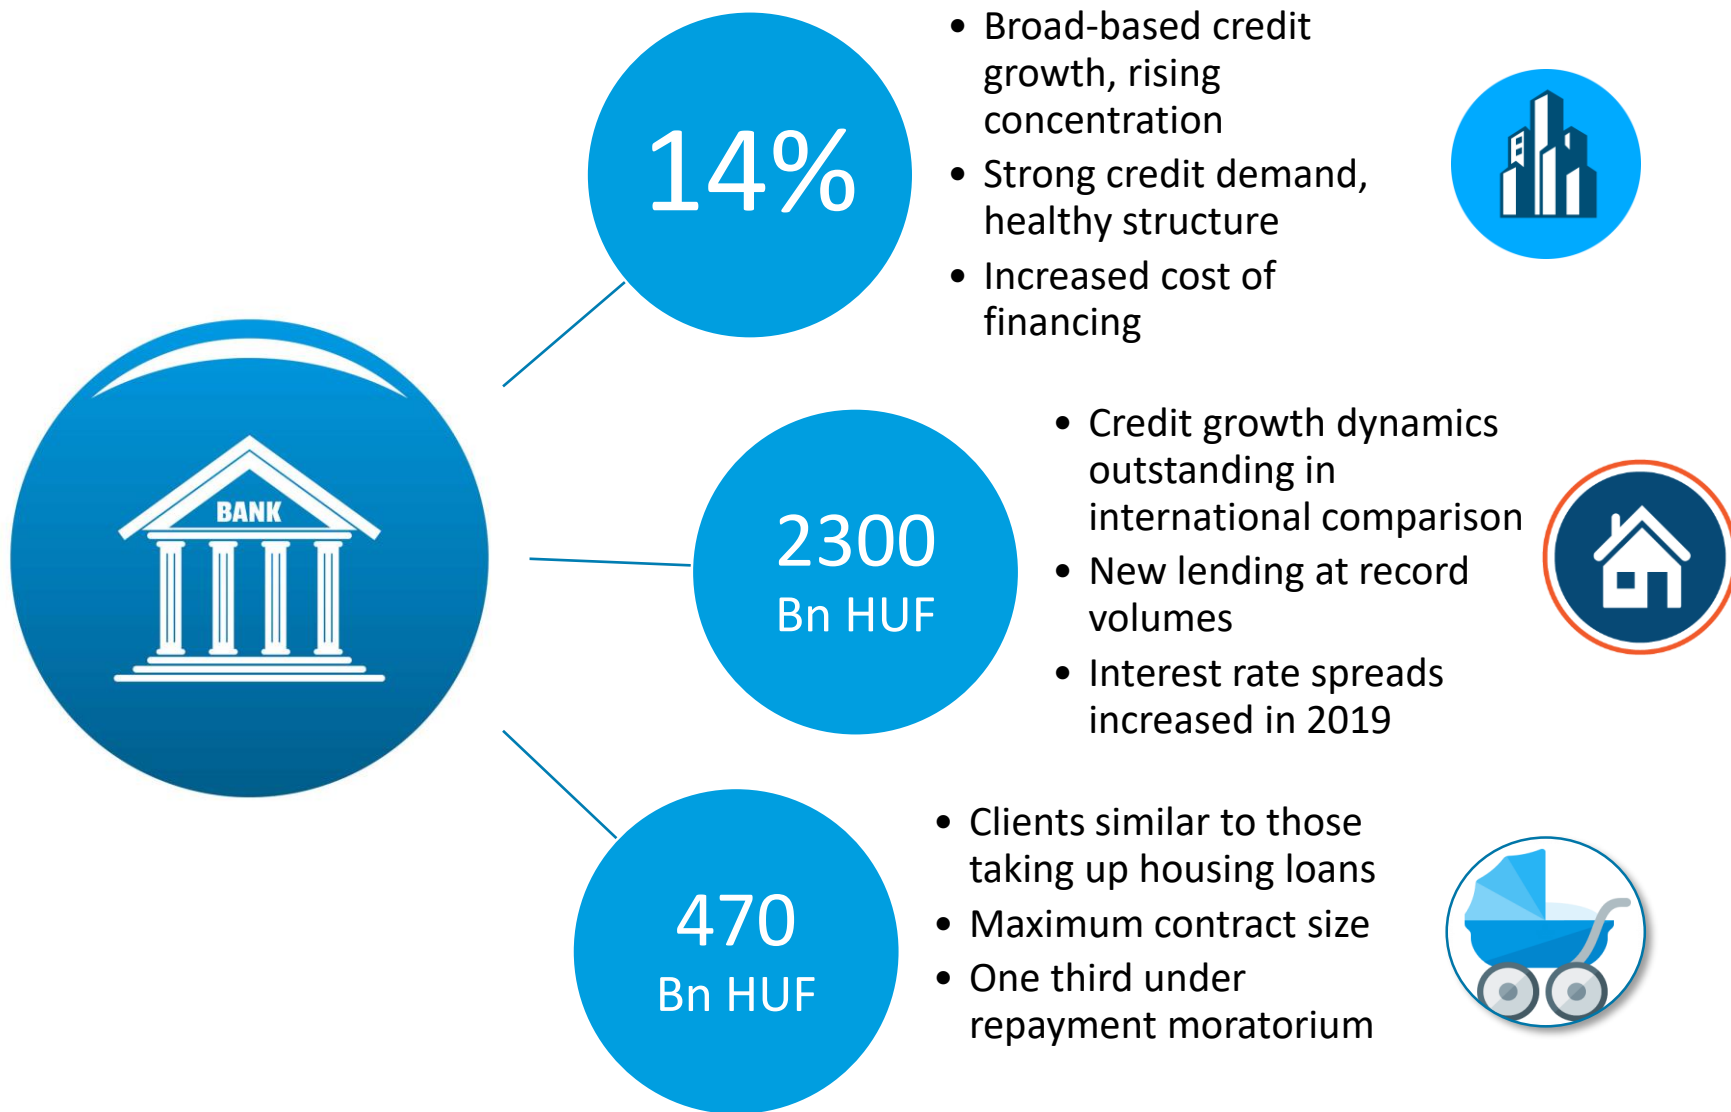 BANK
14%
• Broad-based credit
growth, rising
concentration
• Strong credit demand,
healthy structure
• Increased cost of
financing
2300
Bn HUF
• Credit growth dynamics
outstanding in
international comparison
• New lending at record
volumes
• Interest rate spreads
increased in 2019
470
Bn HUF
• Clients similar to those
taking up housing loans
• Maximum contract size
• One third under
repayment moratorium